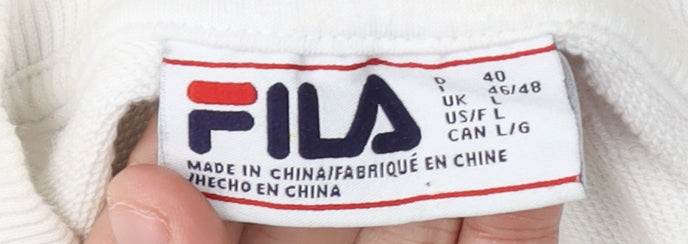 FILA
D 40
I 46/48
UK L
US/F L
CAN L/G
MADE IN CHINA/FABRIQUÉ EN CHINE
/HECHO EN CHINA